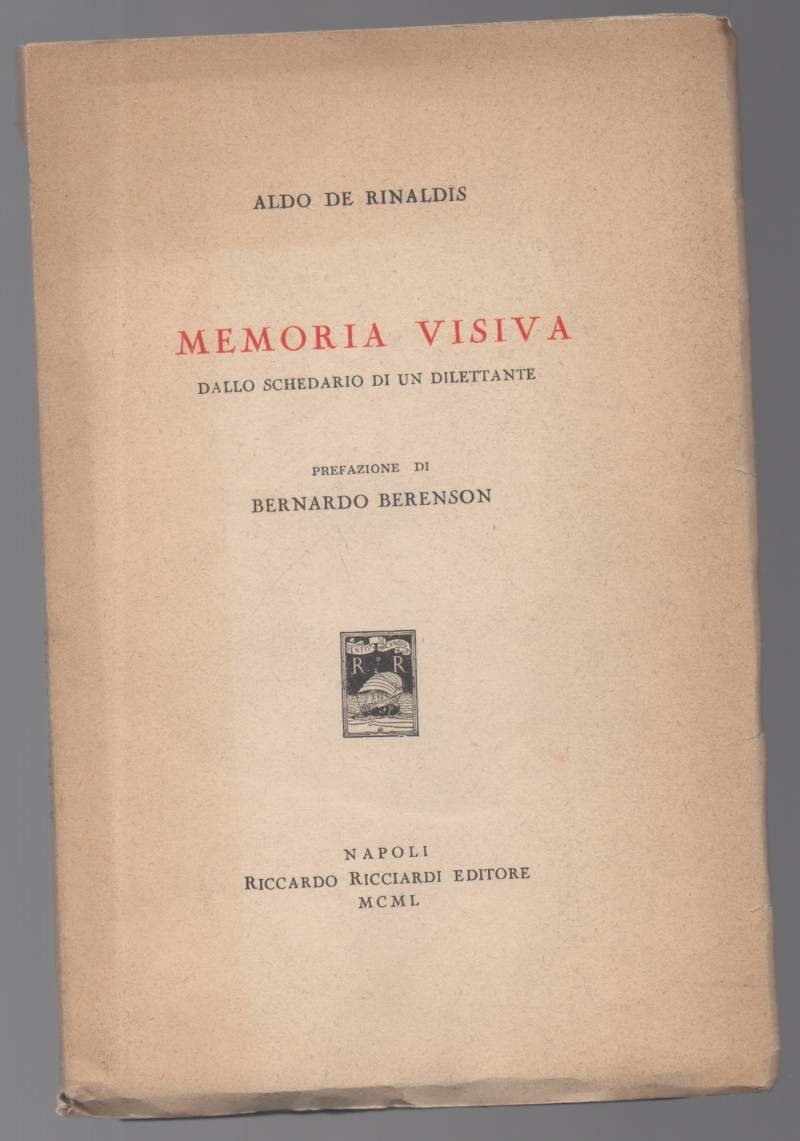 ALDO DE RINALDIS
MEMORIA VISIVA
DALLO SCHEDARIO DI UN DILETTANTE
PREFAZIONE DI
BERNARDO BERENSON
R R
NAPOLI
RICCARDO RICCIARDI EDITORE
MCML